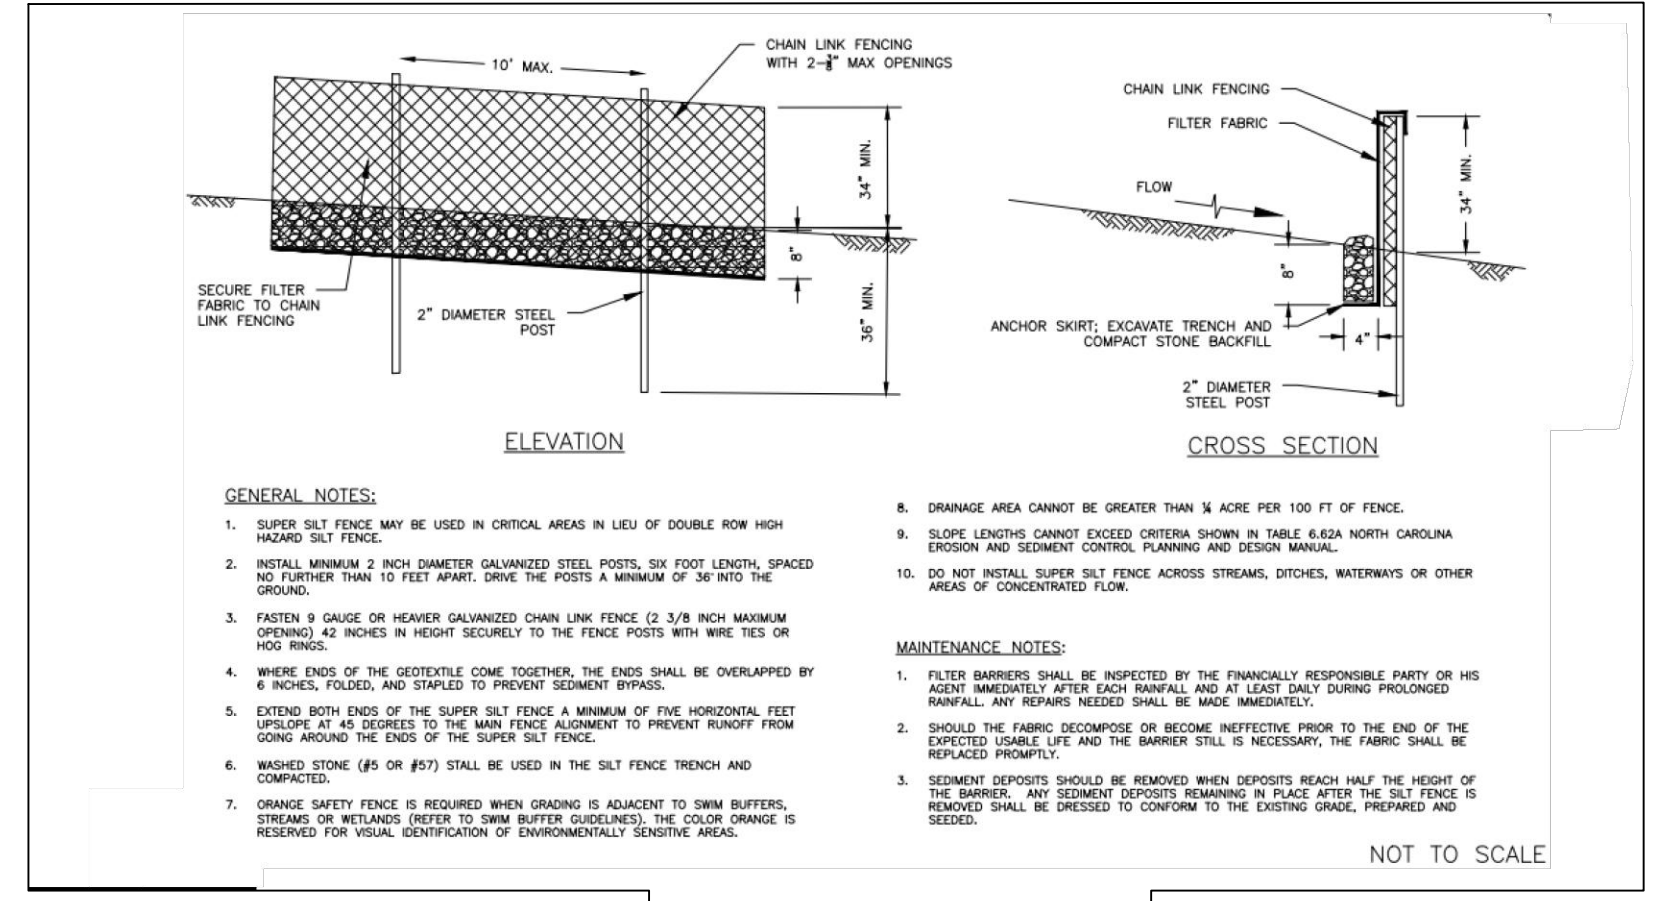 10' MAX.
CHAIN LINK FENCING
WITH 2-3/8" MAX OPENINGS
34" MIN.
8"
36" MIN.
SECURE FILTER
FABRIC TO CHAIN
LINK FENCING
2" DIAMETER STEEL
POST
ELEVATION
CHAIN LINK FENCING
FILTER FABRIC
FLOW
34" MIN.
8"
ANCHOR SKIRT; EXCAVATE TRENCH AND
COMPACT STONE BACKFILL
4"
2" DIAMETER
STEEL POST
CROSS SECTION
GENERAL NOTES:
1. SUPER SILT FENCE MAY BE USED IN CRITICAL AREAS IN LIEU OF DOUBLE ROW HIGH
HAZARD SILT FENCE.
2. INSTALL MINIMUM 2 INCH DIAMETER GALVANIZED STEEL POSTS, SIX FOOT LENGTH, SPACED
NO FURTHER THAN 10 FEET APART. DRIVE THE POSTS A MINIMUM OF 36" INTO THE
GROUND.
3. FASTEN 9 GAUGE OR HEAVIER GALVANIZED CHAIN LINK FENCE (2 3/8 INCH MAXIMUM
OPENING) 42 INCHES IN HEIGHT SECURELY TO THE FENCE POSTS WITH WIRE TIES OR
HOG RINGS.
4. WHERE ENDS OF THE GEOTEXTILE COME TOGETHER, THE ENDS SHALL BE OVERLAPPED BY
6 INCHES, FOLDED, AND STAPLED TO PREVENT SEDIMENT BYPASS.
5. EXTEND BOTH ENDS OF THE SUPER SILT FENCE A MINIMUM OF FIVE HORIZONTAL FEET
UPSLOPE AT 45 DEGREES TO THE MAIN FENCE ALIGNMENT TO PREVENT RUNOFF FROM
GOING AROUND THE ENDS OF THE SUPER SILT FENCE.
6. WASHED STONE (#5 OR #57) STALL BE USED IN THE SILT FENCE TRENCH AND
COMPACTED.
7. ORANGE SAFETY FENCE IS REQUIRED WHEN GRADING IS ADJACENT TO SWIM BUFFERS,
STREAMS OR WETLANDS (REFER TO SWIM BUFFER GUIDELINES). THE COLOR ORANGE IS
RESERVED FOR VISUAL IDENTIFICATION OF ENVIRONMENTALLY SENSITIVE AREAS.
8. DRAINAGE AREA CANNOT BE GREATER THAN ¼ ACRE PER 100 FT OF FENCE.
9. SLOPE LENGTHS CANNOT EXCEED CRITERIA SHOWN IN TABLE 6.62A NORTH CAROLINA
EROSION AND SEDIMENT CONTROL PLANNING AND DESIGN MANUAL.
10. DO NOT INSTALL SUPER SILT FENCE ACROSS STREAMS, DITCHES, WATERWAYS OR OTHER
AREAS OF CONCENTRATED FLOW.
MAINTENANCE NOTES:
1. FILTER BARRIERS SHALL BE INSPECTED BY THE FINANCIALLY RESPONSIBLE PARTY OR HIS
AGENT IMMEDIATELY AFTER EACH RAINFALL AND AT LEAST DAILY DURING PROLONGED
RAINFALL. ANY REPAIRS NEEDED SHALL BE MADE IMMEDIATELY.
2. SHOULD THE FABRIC DECOMPOSE OR BECOME INEFFECTIVE PRIOR TO THE END OF THE
EXPECTED USABLE LIFE AND THE BARRIER STILL IS NECESSARY, THE FABRIC SHALL BE
REPLACED PROMPTLY.
3. SEDIMENT DEPOSITS SHOULD BE REMOVED WHEN DEPOSITS REACH HALF THE HEIGHT OF
THE BARRIER. ANY SEDIMENT DEPOSITS REMAINING IN PLACE AFTER THE SILT FENCE IS
REMOVED SHALL BE DRESSED TO CONFORM TO THE EXISTING GRADE, PREPARED AND
SEEDED.
NOT TO SCALE